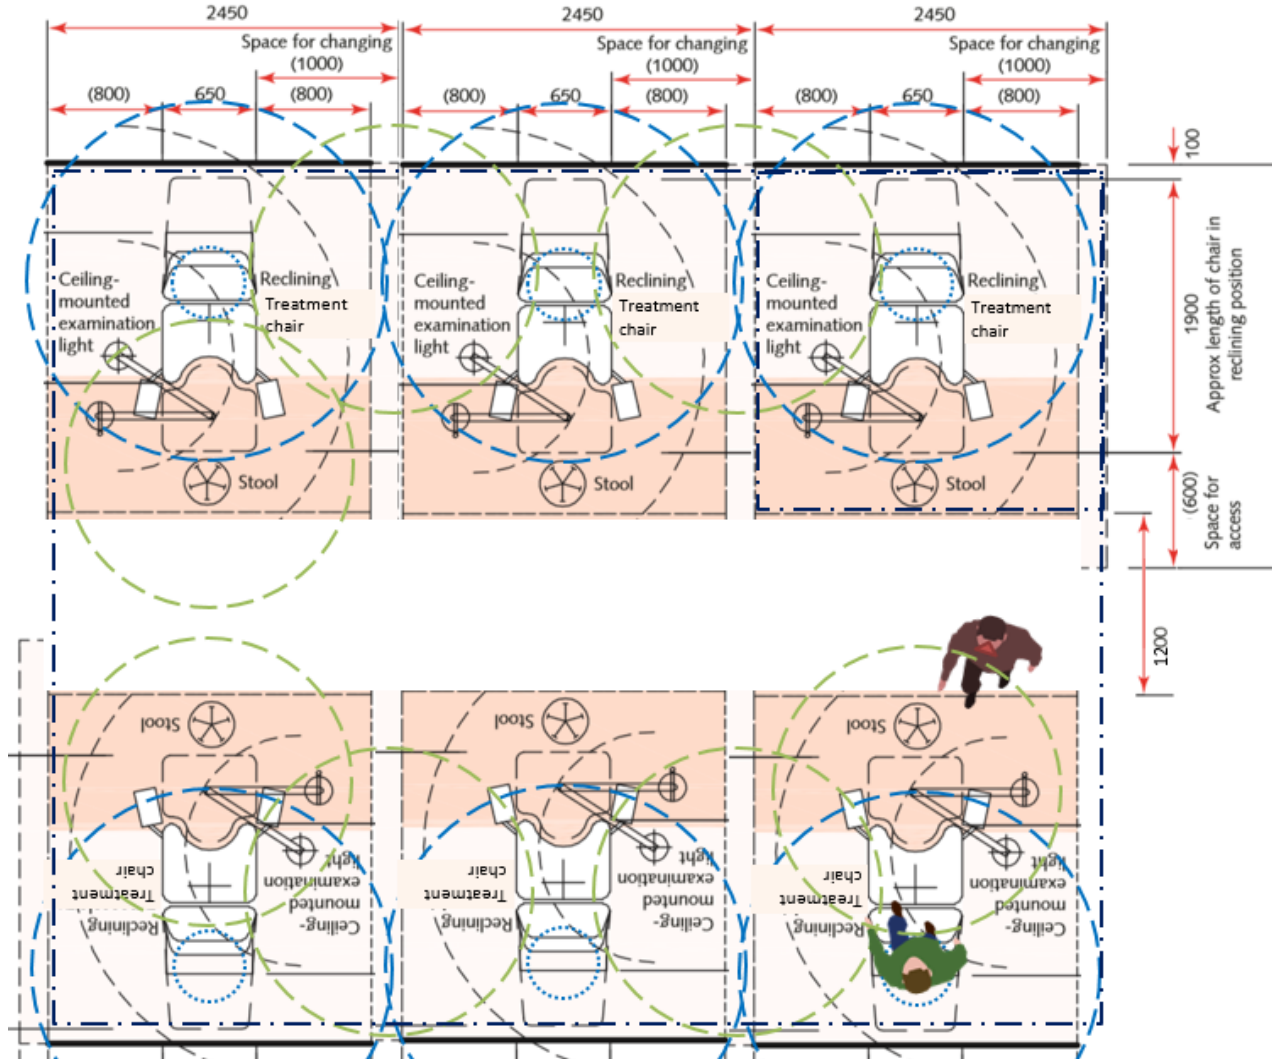 2450
2450
2450
Space for changing
(1000)
Space for changing
(1000)
Space for changing
(1000)
(800)
650
(800)
(800)
650
(800)
(800)
650
(800)
100
Ceiling-
mounted
examination
light
Reclining
Treatment
chair
Ceiling-
mounted
examination
light
Reclining
Treatment
chair
Ceiling-
mounted
examination
light
Reclining
Treatment
chair
1900
Approx length of chair in
reclining position
Stool
Stool
Stool
(600)
Space for
access
1200
Stool
Stool
Stool
Treatment
chair
Reclining
Ceiling-
mounted
examination
light
Treatment
chair
Reclining
Ceiling-
mounted
examination
light
Treatment
chair
Reclining
Ceiling-
mounted
examination
light